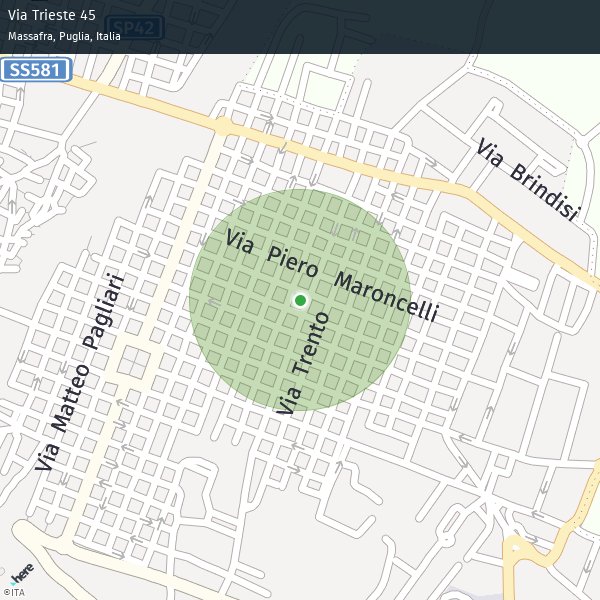 Via Trieste 45
Massafra, Puglia, Italia
SP42
SS581
Via Brindisi
Via Piero Maroncelli
Via Matteo Pagliari
Via Trento
here
©ITA